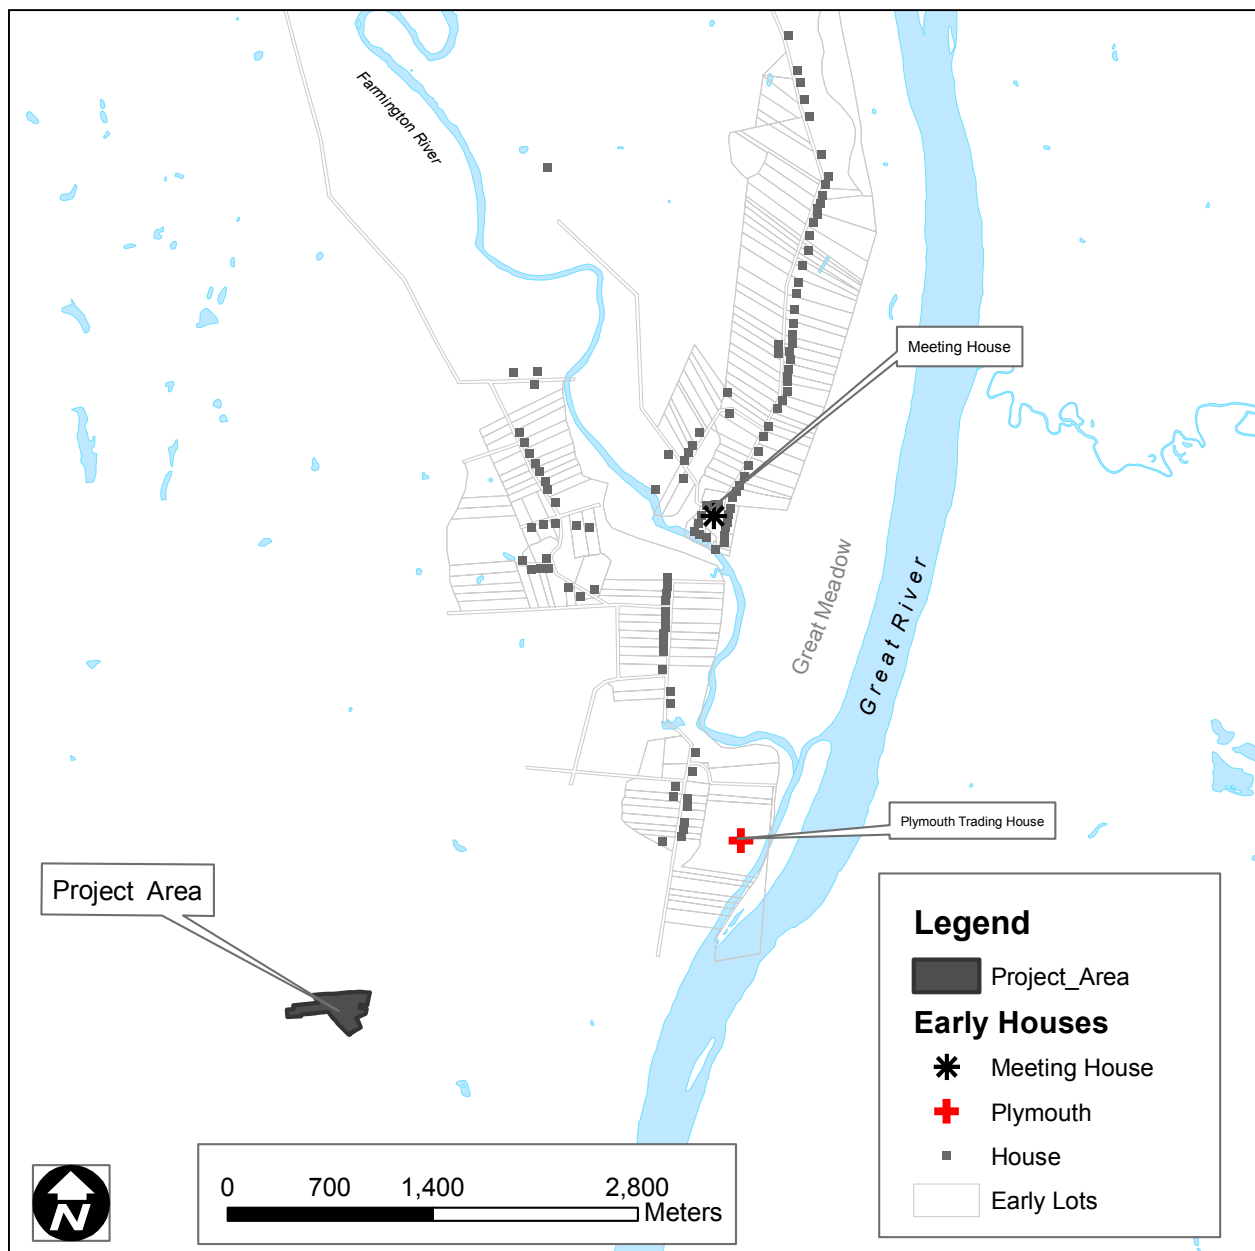 Farmington River
Meeting House
Great Meadow
Great River
Plymouth Trading House
Project Area
Legend
Project_Area
Early Houses
Meeting House
Plymouth
House
Early Lots
0 700 1,400 2,800
Meters
N